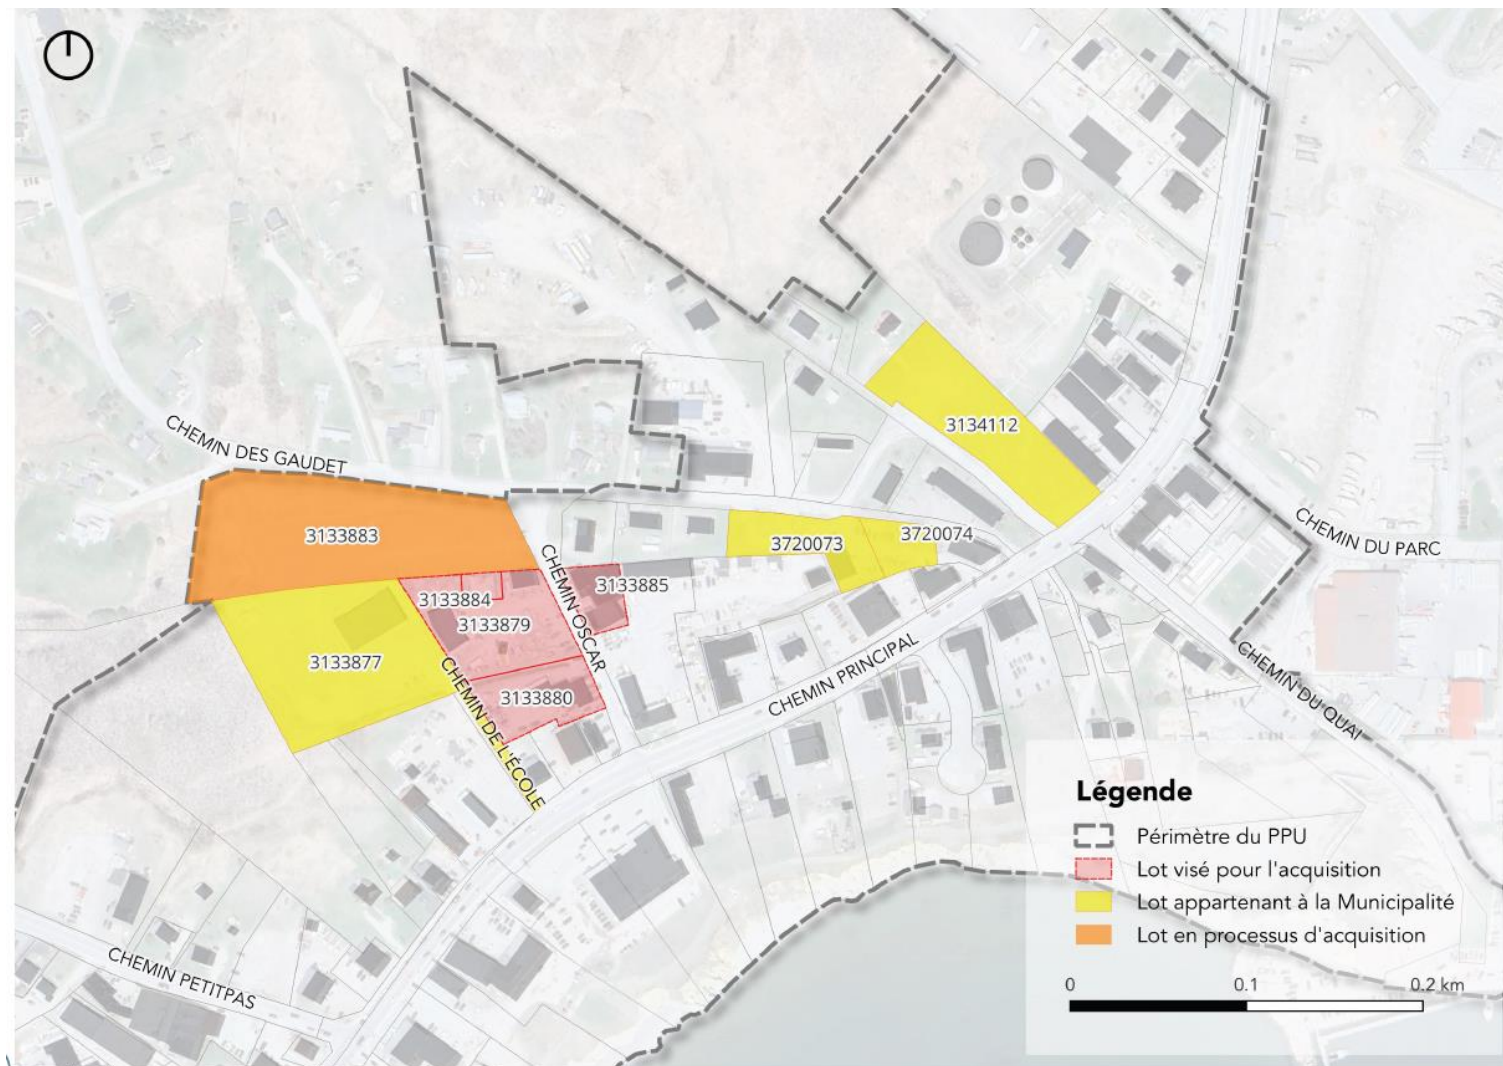 3134112
CHEMIN DES GAUDET
3133883
3720073
3720074
CHEMIN DU PARC
CHEMIN OSCAR
3133885
3133884
3133879
3133877
3133880
CHEMIN DE L'ÉCOLE
CHEMIN PRINCIPAL
CHEMIN DU QUAI
CHEMIN PETITPAS
Légende
Périmètre du PPU
Lot visé pour l'acquisition
Lot appartenant à la Municipalité
Lot en processus d'acquisition
0 0.1 0.2 km